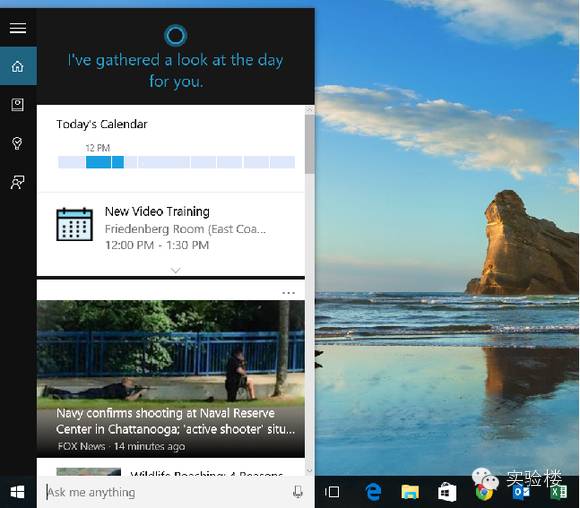 I've gathered a look at the day
for you.
Today's Calendar
12 PM
New Video Training
Friedenberg Room (East Coa...
12:00 PM - 1:30 PM
Navy confirms shooting at Naval Reserve
Center in Chattanooga; 'active shooter' situ...
FOX News · 14 minutes ago
Wildlife Poaching: 4 Reasons
Ask me anything
实验楼